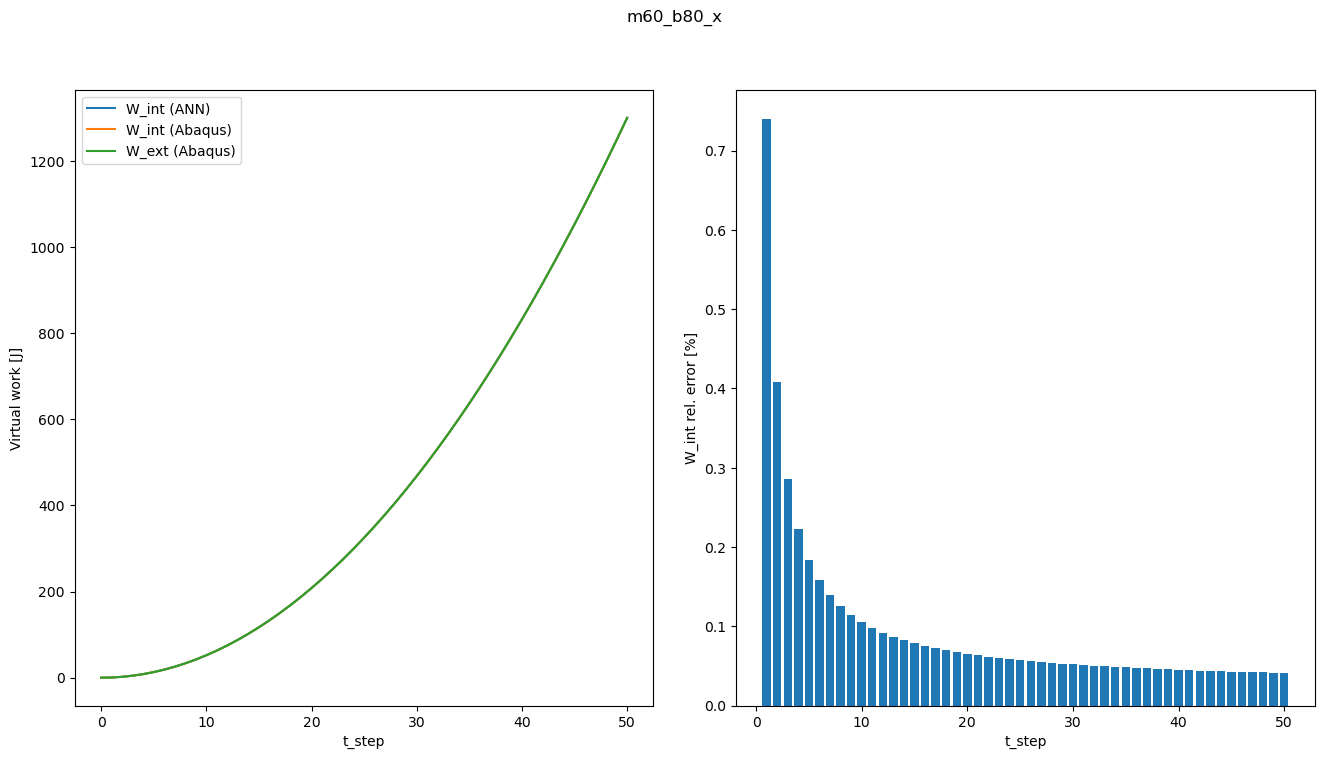 m60_b80_x
W_int (ANN)
W_int (Abaqus)
W_ext (Abaqus)
Virtual work [J]
1200
1000
800
600
400
200
0
0 10 20 30 40 50
t_step
W_int rel. error [%]
0.7
0.6
0.5
0.4
0.3
0.2
0.1
0.0
0 10 20 30 40 50
t_step